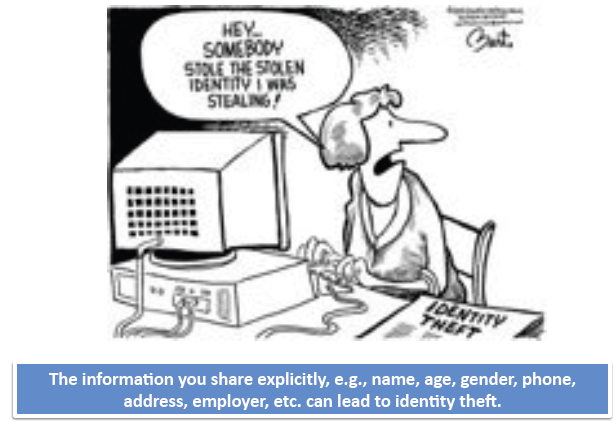 HEY...
SOMEBODY
STOLE THE STOLEN
IDENTITY I WAS
STEALING!
IDENTITY
THEFT
The information you share explicitly, e.g., name, age, gender, phone,
address, employer, etc. can lead to identity theft.